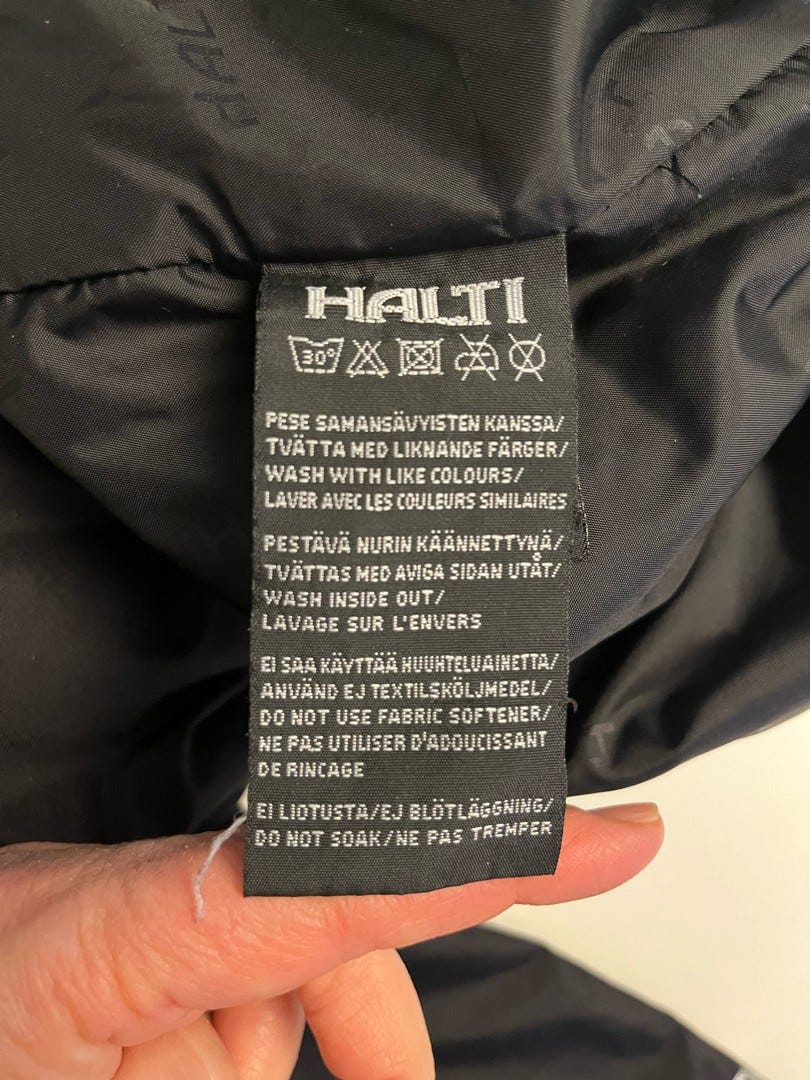 HALTI
30°
PESE SAMANSÄVYISTEN KANSSA/
TVÄTTA MED LIKNANDE FÄRGER/
WASH WITH LIKE COLOURS/
LAVER AVEC LES COULEURS SIMILAIRES
PESTÄVÄ NURIN KÄÄNNETTYNÄ/
TVÄTTAS MED AVIGA SIDAN UTÅT/
WASH INSIDE OUT/
LAVAGE SUR L'ENVERS
EI SAA KÄYTTÄÄ HUUHTELUAINETTA/
ANVÄND EJ TEXTILSKÖLJMEDEL/
DO NOT USE FABRIC SOFTENER/
NE PAS UTILISER D'ADOUCISSANT
DE RINCAGE
EI LIOTUSTA/EJ BLÖTLÄGGNING/
DO NOT SOAK/NE PAS TREMPER